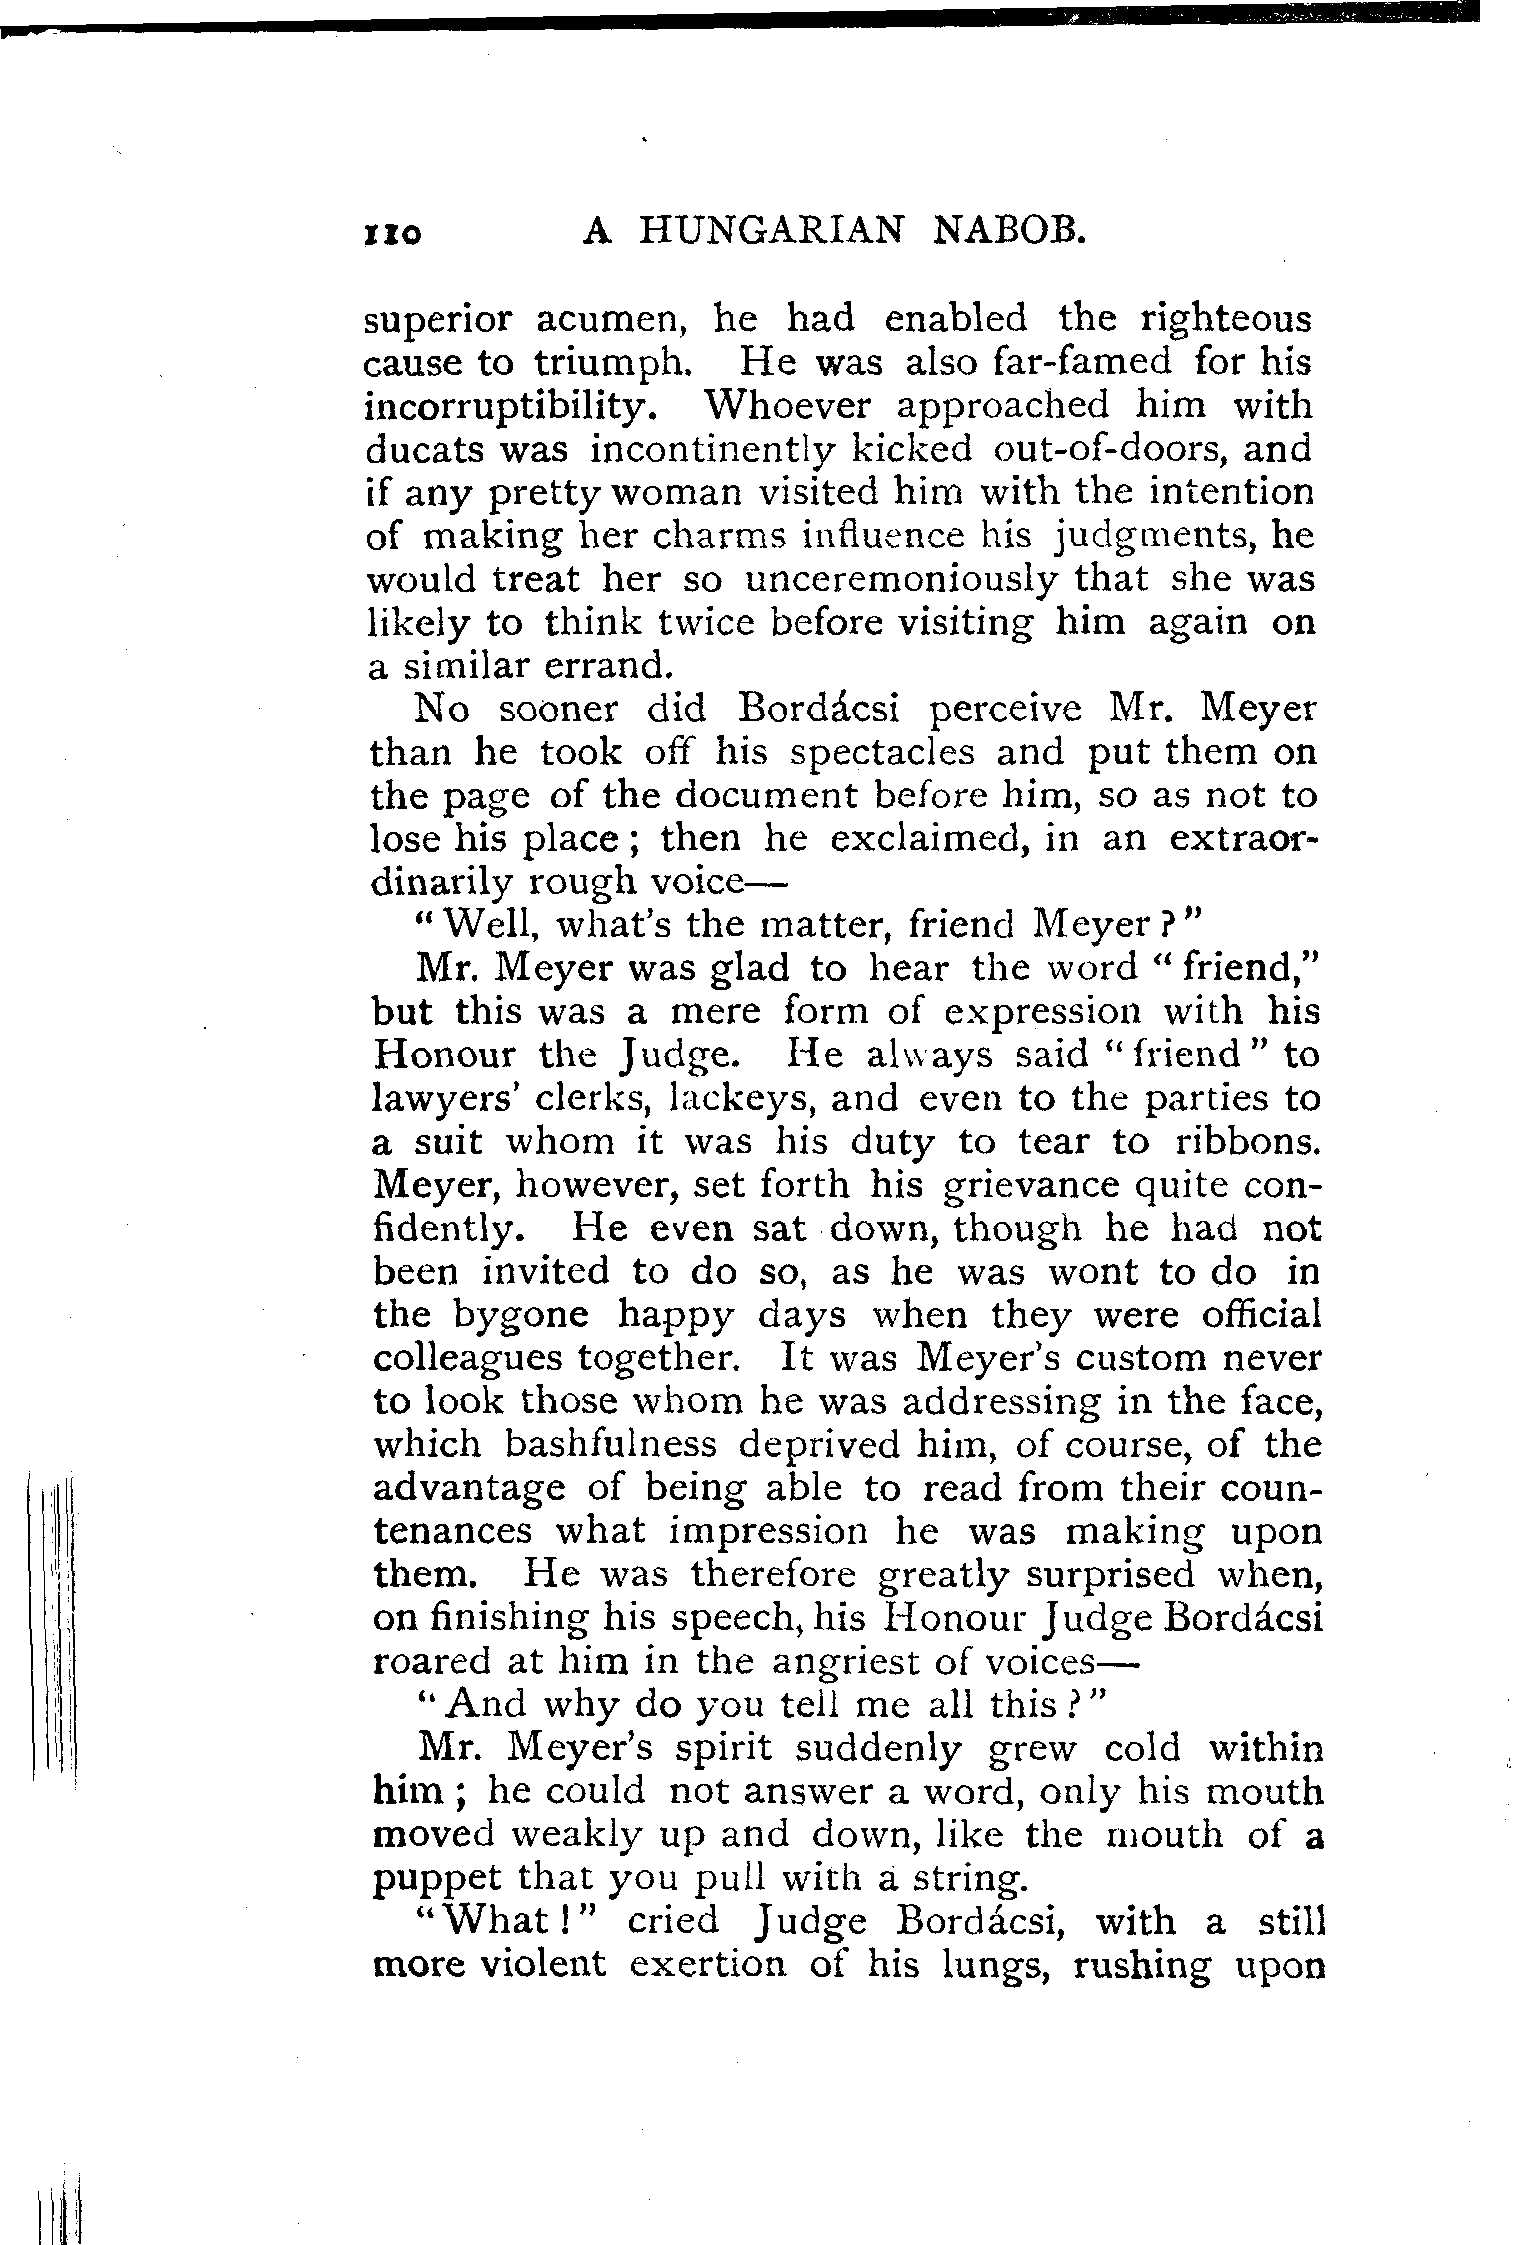 110 A HUNGARIAN NABOB.
superior acumen, he had enabled the righteous
cause to triumph. He was also far-famed for his
incorruptibility. Whoever approached him with
ducats was incontinently kicked out-of-doors, and
if any pretty woman visited him with the intention
of making her charms influence his judgments, he
would treat her so unceremoniously that she was
likely to think twice before visiting him again on
a similar errand.
No sooner did Bordácsi perceive Mr. Meyer
than he took off his spectacles and put them on
the page of the document before him, so as not to
lose his place; then he exclaimed, in an extraor-
dinarily rough voice—
"Well, what's the matter, friend Meyer?"
Mr. Meyer was glad to hear the word "friend,"
but this was a mere form of expression with his
Honour the Judge. He always said "friend" to
lawyers' clerks, lackeys, and even to the parties to
a suit whom it was his duty to tear to ribbons.
Meyer, however, set forth his grievance quite con-
fidently. He even sat down, though he had not
been invited to do so, as he was wont to do in
the bygone happy days when they were official
colleagues together. It was Meyer's custom never
to look those whom he was addressing in the face,
which bashfulness deprived him, of course, of the
advantage of being able to read from their coun-
tenances what impression he was making upon
them. He was therefore greatly surprised when,
on finishing his speech, his Honour Judge Bordácsi
roared at him in the angriest of voices—
"And why do you tell me all this?"
Mr. Meyer's spirit suddenly grew cold within
him; he could not answer a word, only his mouth
moved weakly up and down, like the mouth of a
puppet that you pull with a string.
"What!" cried Judge Bordácsi, with a still
more violent exertion of his lungs, rushing upon